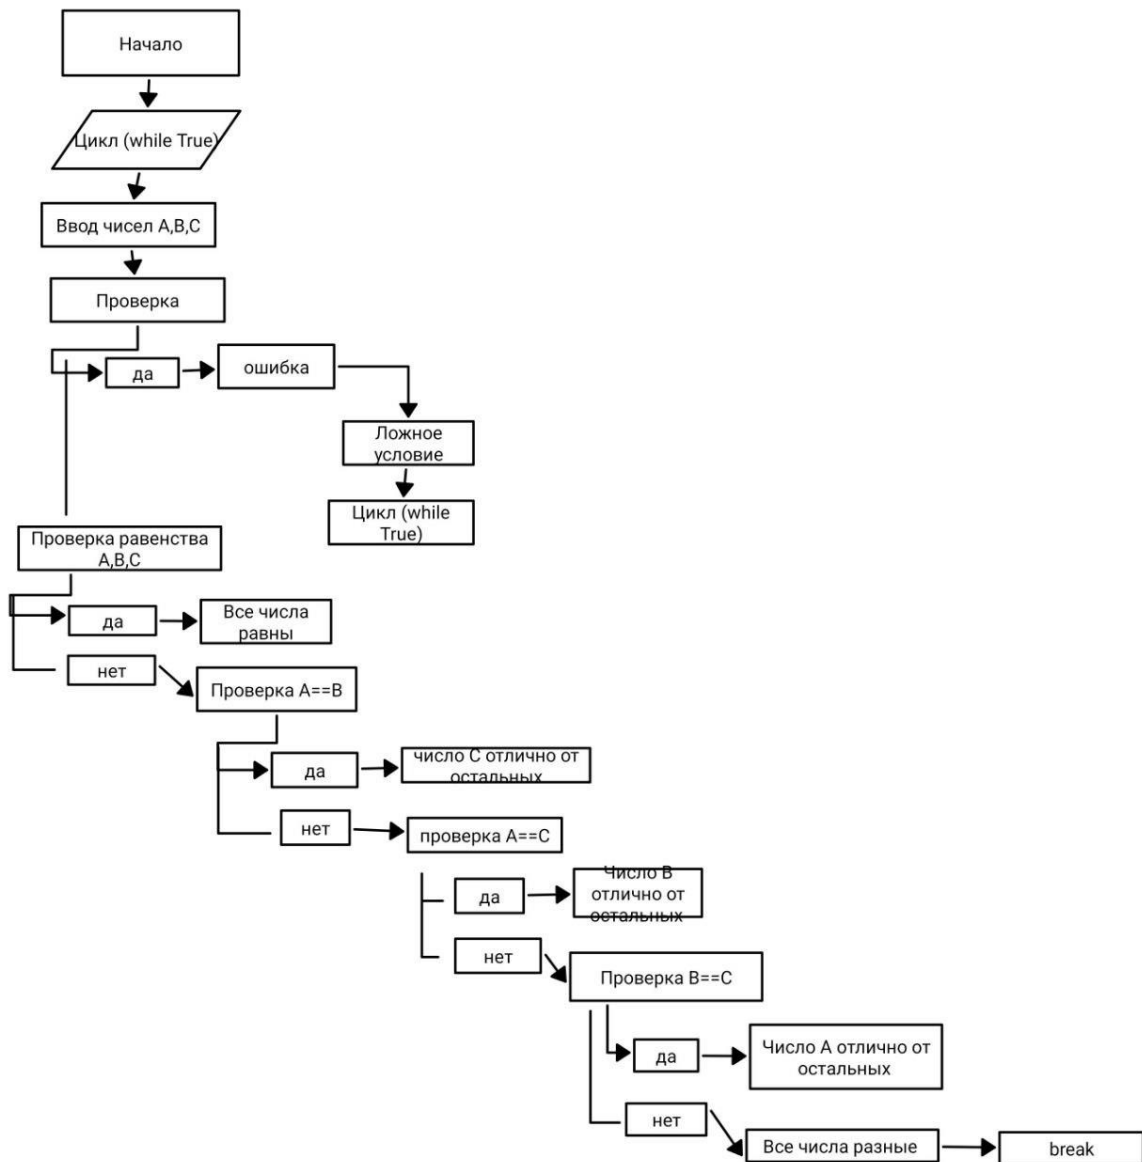 Начало
Цикл (while True)
Ввод чисел A,B,C
Проверка
да
ошибка
Ложное
условие
Цикл (while
True)
Проверка равенства
A,B,C
да
Все числа
равны
нет
Проверка A==B
да
число C отлично от
остальных
нет
проверка A==C
да
Число B
отлично от
остальных
нет
Проверка B==C
да
Число A отлично от
остальных
нет
Все числа разные
break